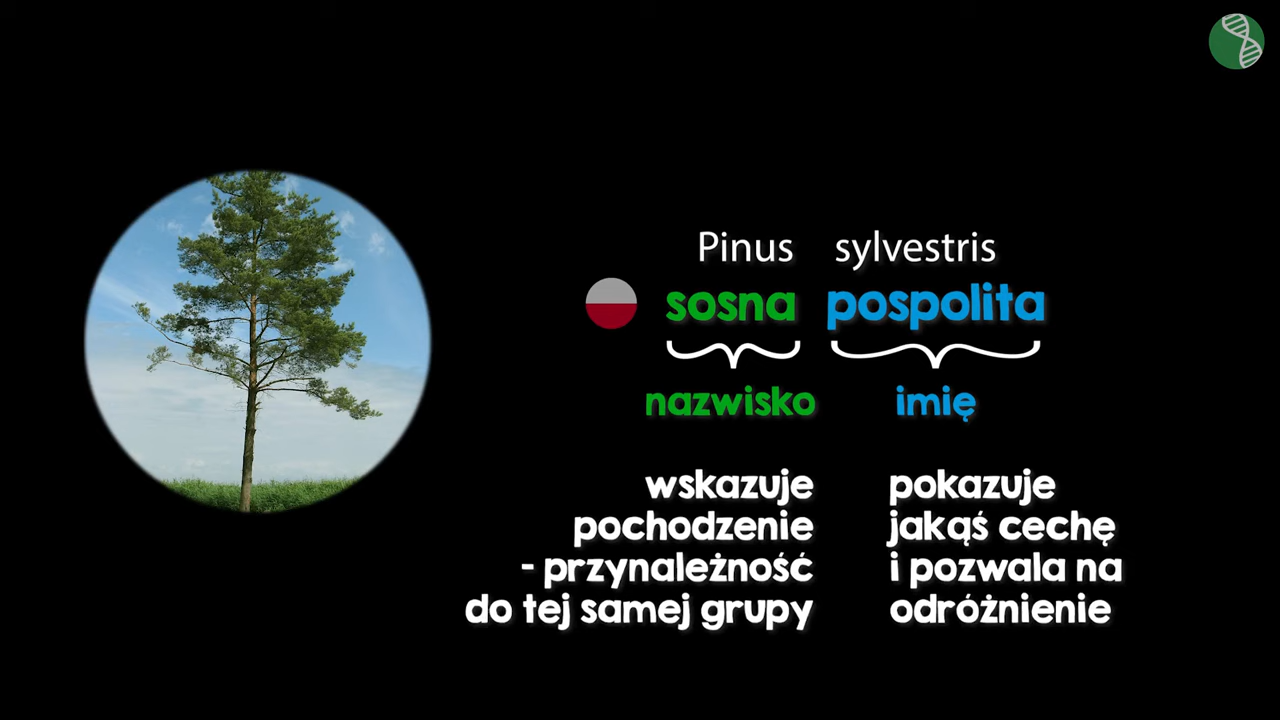 Pinus sylvestris
sosna pospolita
nazwisko imię
wskazuje
pochodzenie
- przynależność
do tej samej grupy
pokazuje
jakąś cechę
i pozwala na
odróżnienie